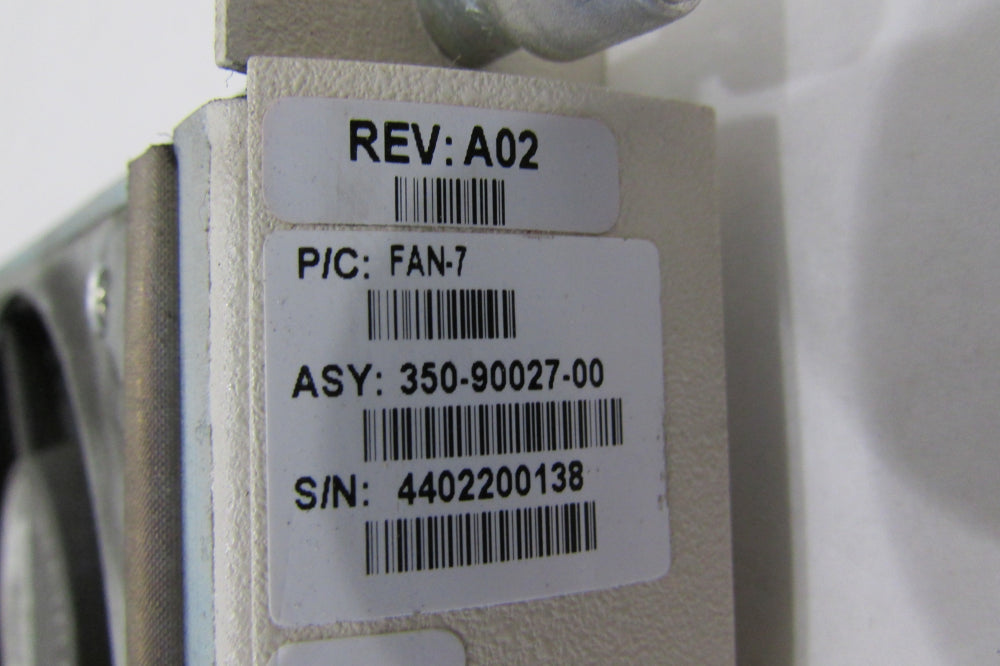 REV: A02
P/C: FAN-7
ASY: 350-90027-00
S/N: 4402200138